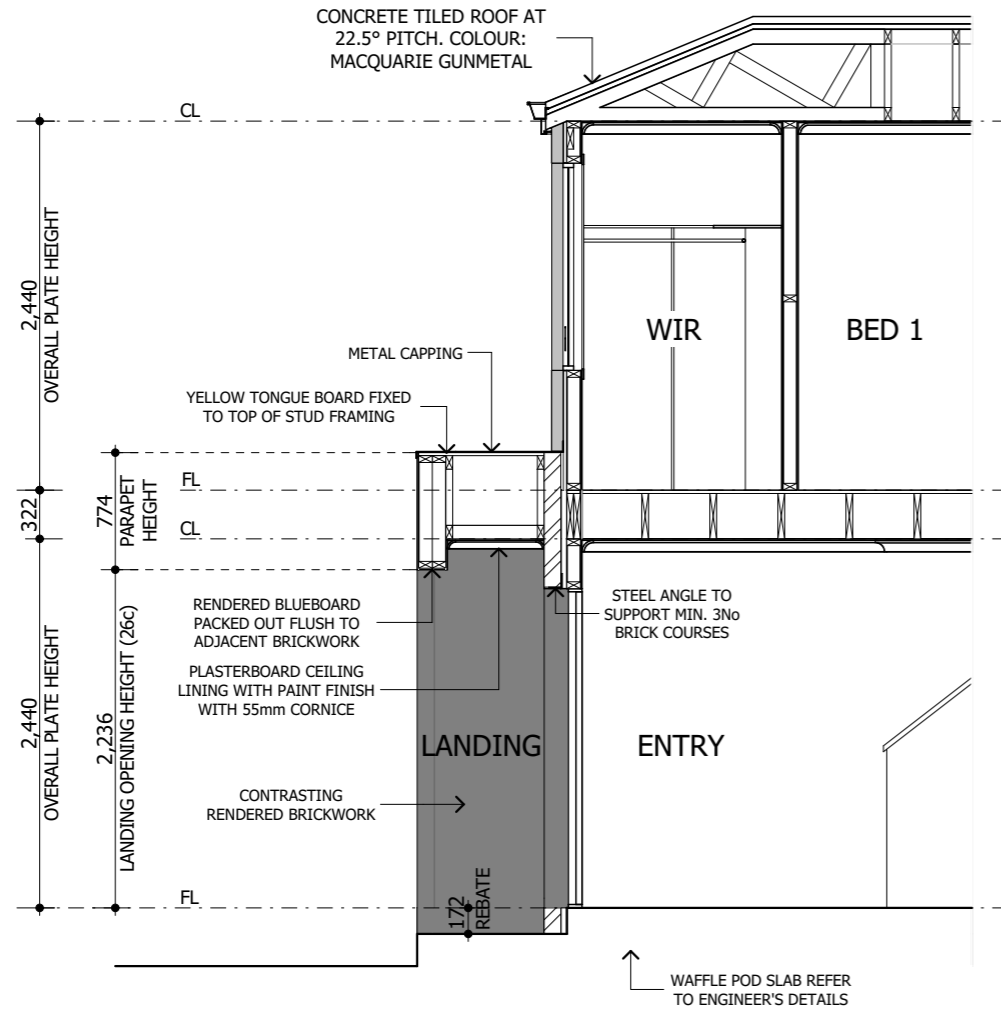 CONCRETE TILED ROOF AT
22.5° PITCH. COLOUR:
MACQUARIE GUNMETAL
CL
2,440
OVERALL PLATE HEIGHT
WIR
BED 1
METAL CAPPING
YELLOW TONGUE BOARD FIXED
TO TOP OF STUD FRAMING
FL
322
774
PARAPET
HEIGHT
CL
RENDERED BLUEBOARD
PACKED OUT FLUSH TO
ADJACENT BRICKWORK
STEEL ANGLE TO
SUPPORT MIN. 3No
BRICK COURSES
PLASTERBOARD CEILING
LINING WITH PAINT FINISH
WITH 55mm CORNICE
2,440
OVERALL PLATE HEIGHT
2,236
LANDING OPENING HEIGHT (26c)
LANDING
ENTRY
CONTRASTING
RENDERED BRICKWORK
FL
172
REBATE
WAFFLE POD SLAB REFER
TO ENGINEER'S DETAILS